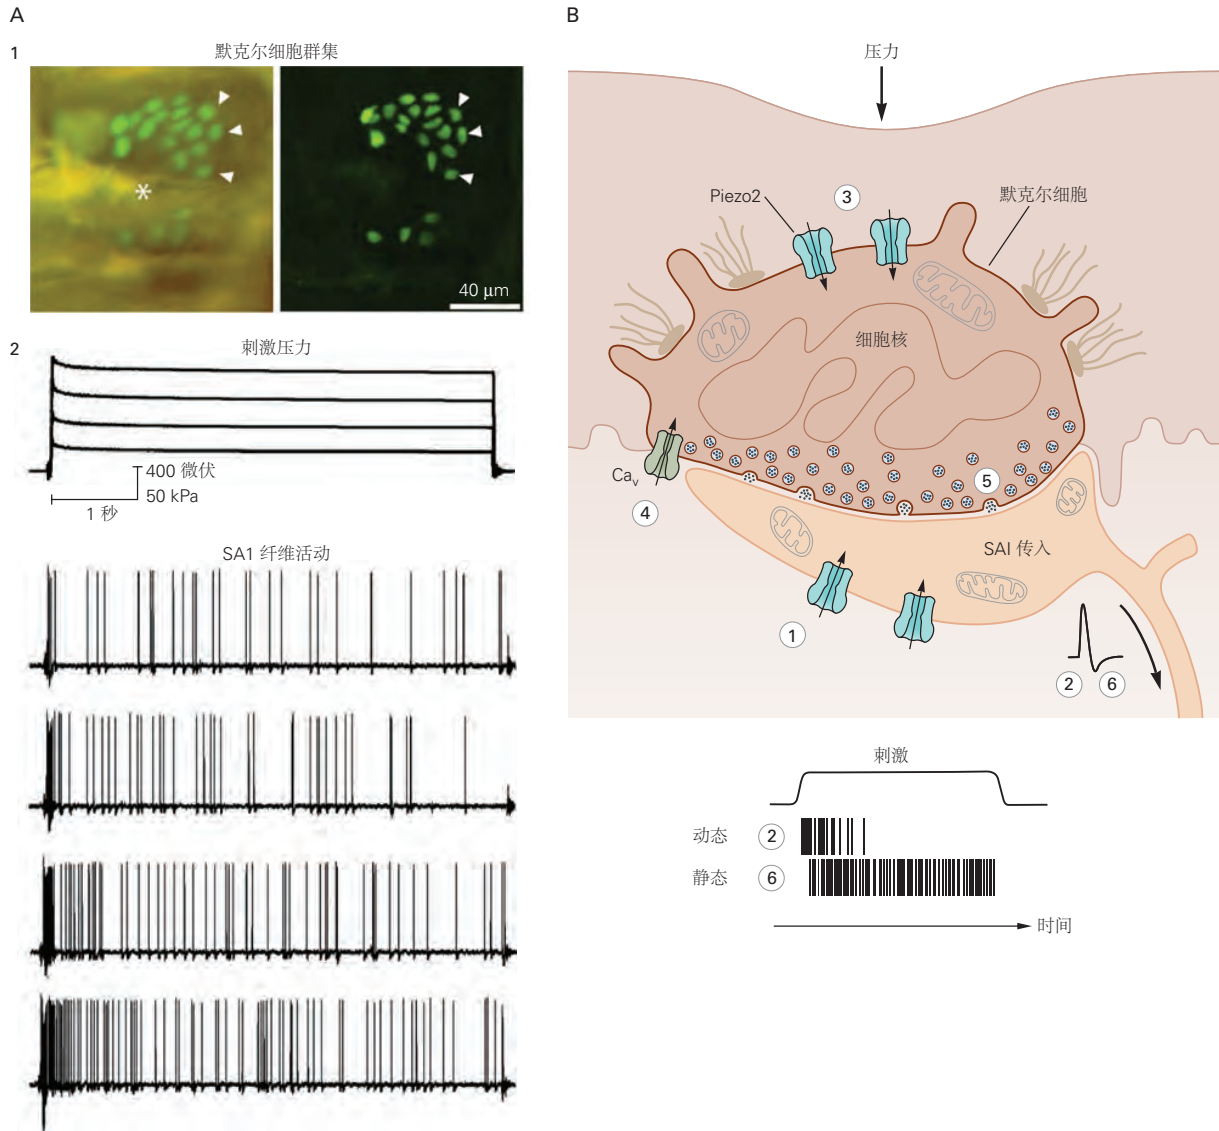 A
1
默克尔细胞群集
*
40 μm
2
刺激压力
400 微伏
50 kPa
1 秒
SA1 纤维活动
B
压力
Piezo2
3
默克尔细胞
细胞核
Cav
4
5
SAI 传入
1
2
6
刺激
动态
2
静态
6
时间